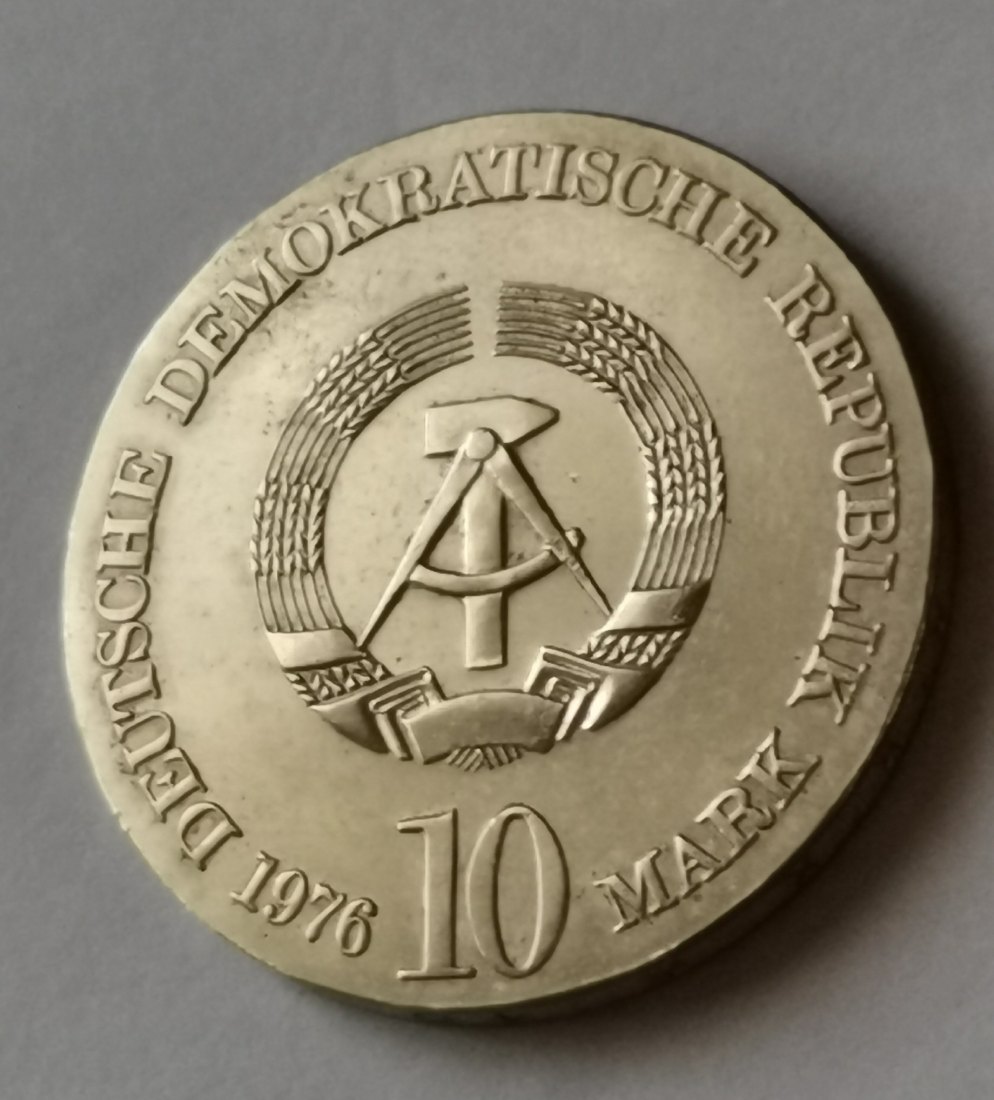 DEUTSCHE DEMOKRATISCHE REPUBLIK
1976 10 MARK